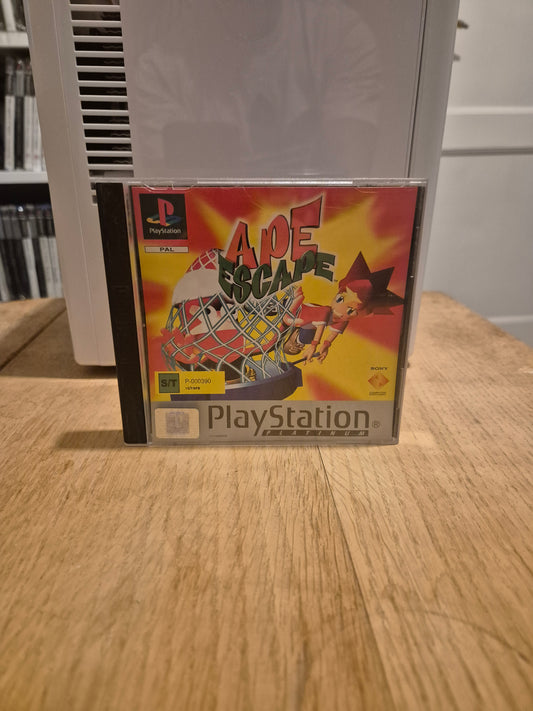 PlayStation
PAL
APE
ESCAPE
SONY
S/T
P-000390
PlayStation®
PLATINUM